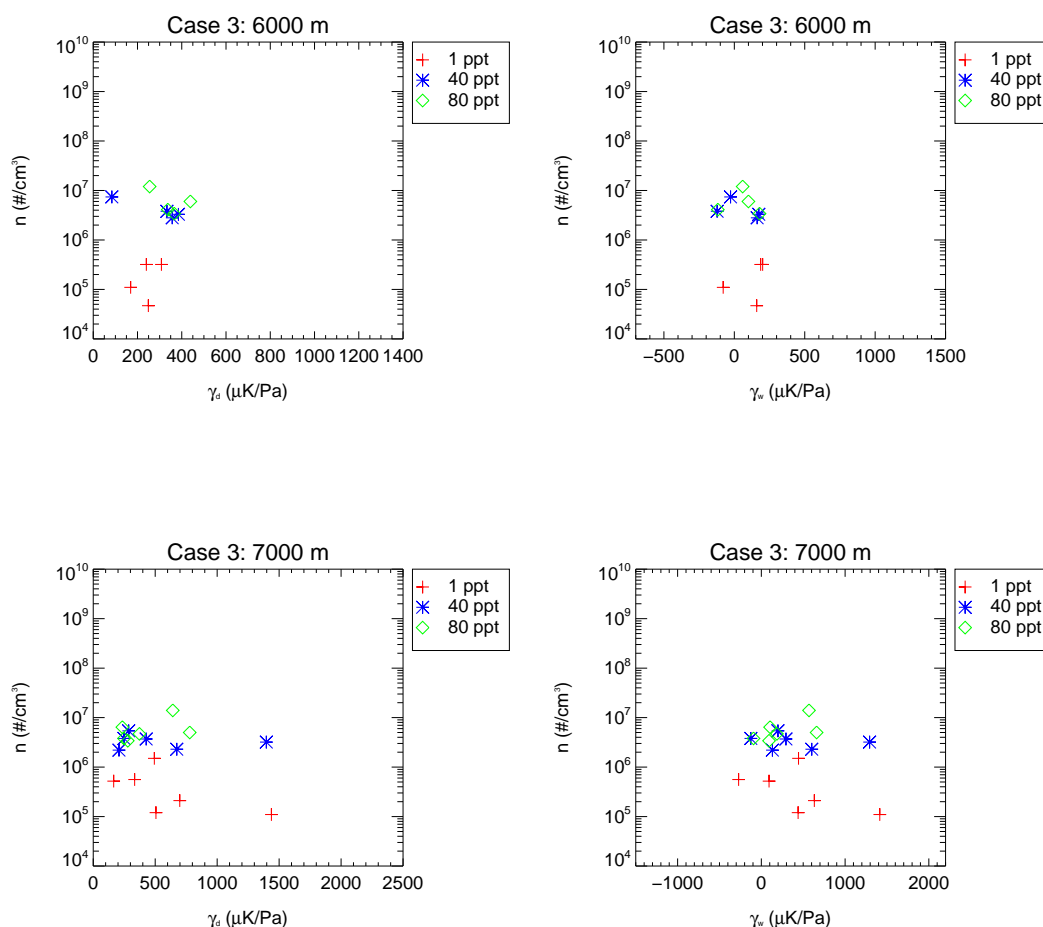 Case 3: 6000 m
n (#/cm³)
10¹⁰
10⁹
10⁸
10⁷
10⁶
10⁵
10⁴
0 200 400 600 800 1000 1200 1400
γd (μK/Pa)
1 ppt
40 ppt
80 ppt
Case 3: 6000 m
n (#/cm³)
10¹⁰
10⁹
10⁸
10⁷
10⁶
10⁵
10⁴
−500 0 500 1000 1500
γw (μK/Pa)
1 ppt
40 ppt
80 ppt
Case 3: 7000 m
n (#/cm³)
10¹⁰
10⁹
10⁸
10⁷
10⁶
10⁵
10⁴
0 500 1000 1500 2000 2500
γd (μK/Pa)
1 ppt
40 ppt
80 ppt
Case 3: 7000 m
n (#/cm³)
10¹⁰
10⁹
10⁸
10⁷
10⁶
10⁵
10⁴
−1000 0 1000 2000
γw (μK/Pa)
1 ppt
40 ppt
80 ppt